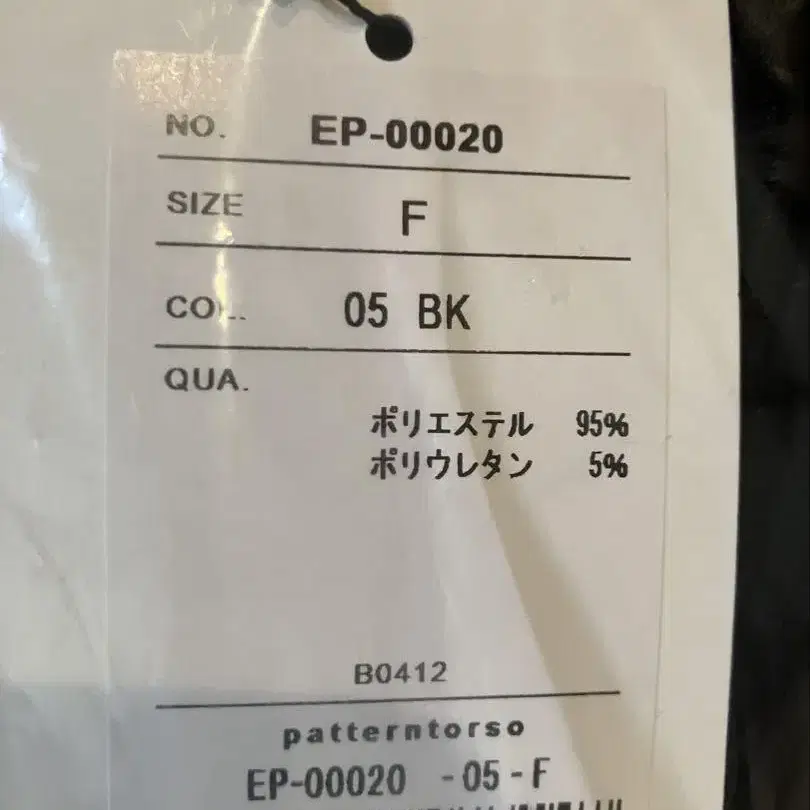 NO. EP-00020
SIZE F
COL. 05 BK
QUA.
ポリエステル 95%
ポリウレタン 5%
B0412
patterntorso
EP-00020 -05-F